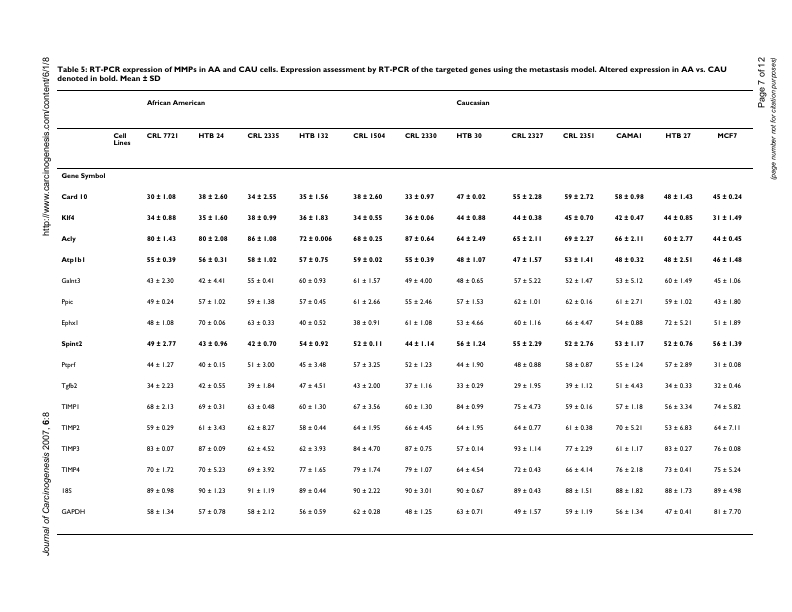 http://www.carcinogenesis.com/content/6/1/8
Journal of Carcinogenesis 2007, 6:8
Page 7 of 12
(page number not for citation purposes)
Table 5: RT-PCR expression of MMPs in AA and CAU cells. Expression assessment by RT-PCR of the targeted genes using the metastasis model. Altered expression in AA vs. CAU
denoted in bold. Mean ± SD
African American Caucasian
Cell Lines CRL 7721 HTB 24 CRL 2335 HTB 132 CRL 1504 CRL 2330 HTB 30 CRL 2327 CRL 2351 CAMA1 HTB 27 MCF7
Gene Symbol
Card 10 30 ± 1.08 38 ± 2.60 34 ± 2.55 35 ± 1.56 38 ± 2.60 33 ± 0.97 47 ± 0.02 55 ± 2.28 59 ± 2.72 58 ± 0.98 48 ± 1.43 45 ± 0.24
Klf4 34 ± 0.88 35 ± 1.60 38 ± 0.99 36 ± 1.83 34 ± 0.55 36 ± 0.06 44 ± 0.88 44 ± 0.38 45 ± 0.70 42 ± 0.47 44 ± 0.85 31 ± 1.49
Acly 80 ± 1.43 80 ± 2.08 86 ± 1.08 72 ± 0.006 68 ± 0.25 87 ± 0.64 64 ± 2.49 65 ± 2.11 69 ± 2.27 66 ± 2.11 60 ± 2.77 44 ± 0.45
Atp1b1 55 ± 0.39 56 ± 0.31 58 ± 1.02 57 ± 0.75 59 ± 0.02 55 ± 0.39 48 ± 1.07 47 ± 1.57 53 ± 1.41 48 ± 0.32 48 ± 2.51 46 ± 1.48
Galnt3 43 ± 2.30 42 ± 4.41 55 ± 0.41 60 ± 0.93 61 ± 1.57 49 ± 4.00 48 ± 0.65 57 ± 5.22 52 ± 1.47 53 ± 5.12 60 ± 1.49 45 ± 1.06
Ppic 49 ± 0.24 57 ± 1.02 59 ± 1.38 57 ± 0.45 61 ± 2.66 55 ± 2.46 57 ± 1.53 62 ± 1.01 62 ± 0.16 61 ± 2.71 59 ± 1.02 43 ± 1.80
Ephx1 48 ± 1.08 70 ± 0.06 63 ± 0.33 40 ± 0.52 38 ± 0.91 61 ± 1.08 53 ± 4.66 60 ± 1.16 66 ± 4.47 54 ± 0.88 72 ± 5.21 51 ± 1.89
Spint2 49 ± 2.77 43 ± 0.96 42 ± 0.70 54 ± 0.92 52 ± 0.11 44 ± 1.14 56 ± 1.24 55 ± 2.29 52 ± 2.76 53 ± 1.17 52 ± 0.76 56 ± 1.39
Ptprf 44 ± 1.27 40 ± 0.15 51 ± 3.00 45 ± 3.48 57 ± 3.25 52 ± 1.23 44 ± 1.90 48 ± 0.88 58 ± 0.87 55 ± 1.24 57 ± 2.89 31 ± 0.08
Tgfb2 34 ± 2.23 42 ± 0.55 39 ± 1.84 47 ± 4.51 43 ± 2.00 37 ± 1.16 33 ± 0.29 29 ± 1.95 39 ± 1.12 51 ± 4.43 34 ± 0.33 32 ± 0.46
TIMP1 68 ± 2.13 69 ± 0.31 63 ± 0.48 60 ± 1.30 67 ± 3.56 60 ± 1.30 84 ± 0.99 75 ± 4.73 59 ± 0.16 57 ± 1.18 56 ± 3.34 74 ± 5.82
TIMP2 59 ± 0.29 61 ± 3.43 62 ± 8.27 58 ± 0.44 64 ± 1.95 66 ± 4.45 64 ± 1.95 64 ± 0.77 61 ± 0.38 70 ± 5.21 53 ± 6.83 64 ± 7.11
TIMP3 83 ± 0.07 87 ± 0.09 62 ± 4.52 62 ± 3.93 84 ± 4.70 87 ± 0.75 57 ± 0.14 93 ± 1.14 77 ± 2.29 61 ± 1.17 83 ± 0.27 76 ± 0.08
TIMP4 70 ± 1.72 70 ± 5.23 69 ± 3.92 77 ± 1.65 79 ± 1.74 79 ± 1.07 64 ± 4.54 72 ± 0.43 66 ± 4.14 76 ± 2.18 73 ± 0.41 75 ± 5.24
18S 89 ± 0.98 90 ± 1.23 91 ± 1.19 89 ± 0.44 90 ± 2.22 90 ± 3.01 90 ± 0.67 89 ± 0.43 88 ± 1.51 88 ± 1.82 88 ± 1.73 89 ± 4.98
GAPDH 58 ± 1.34 57 ± 0.78 58 ± 2.12 56 ± 0.59 62 ± 0.28 48 ± 1.25 63 ± 0.71 49 ± 1.57 59 ± 1.19 56 ± 1.34 47 ± 0.41 81 ± 7.70